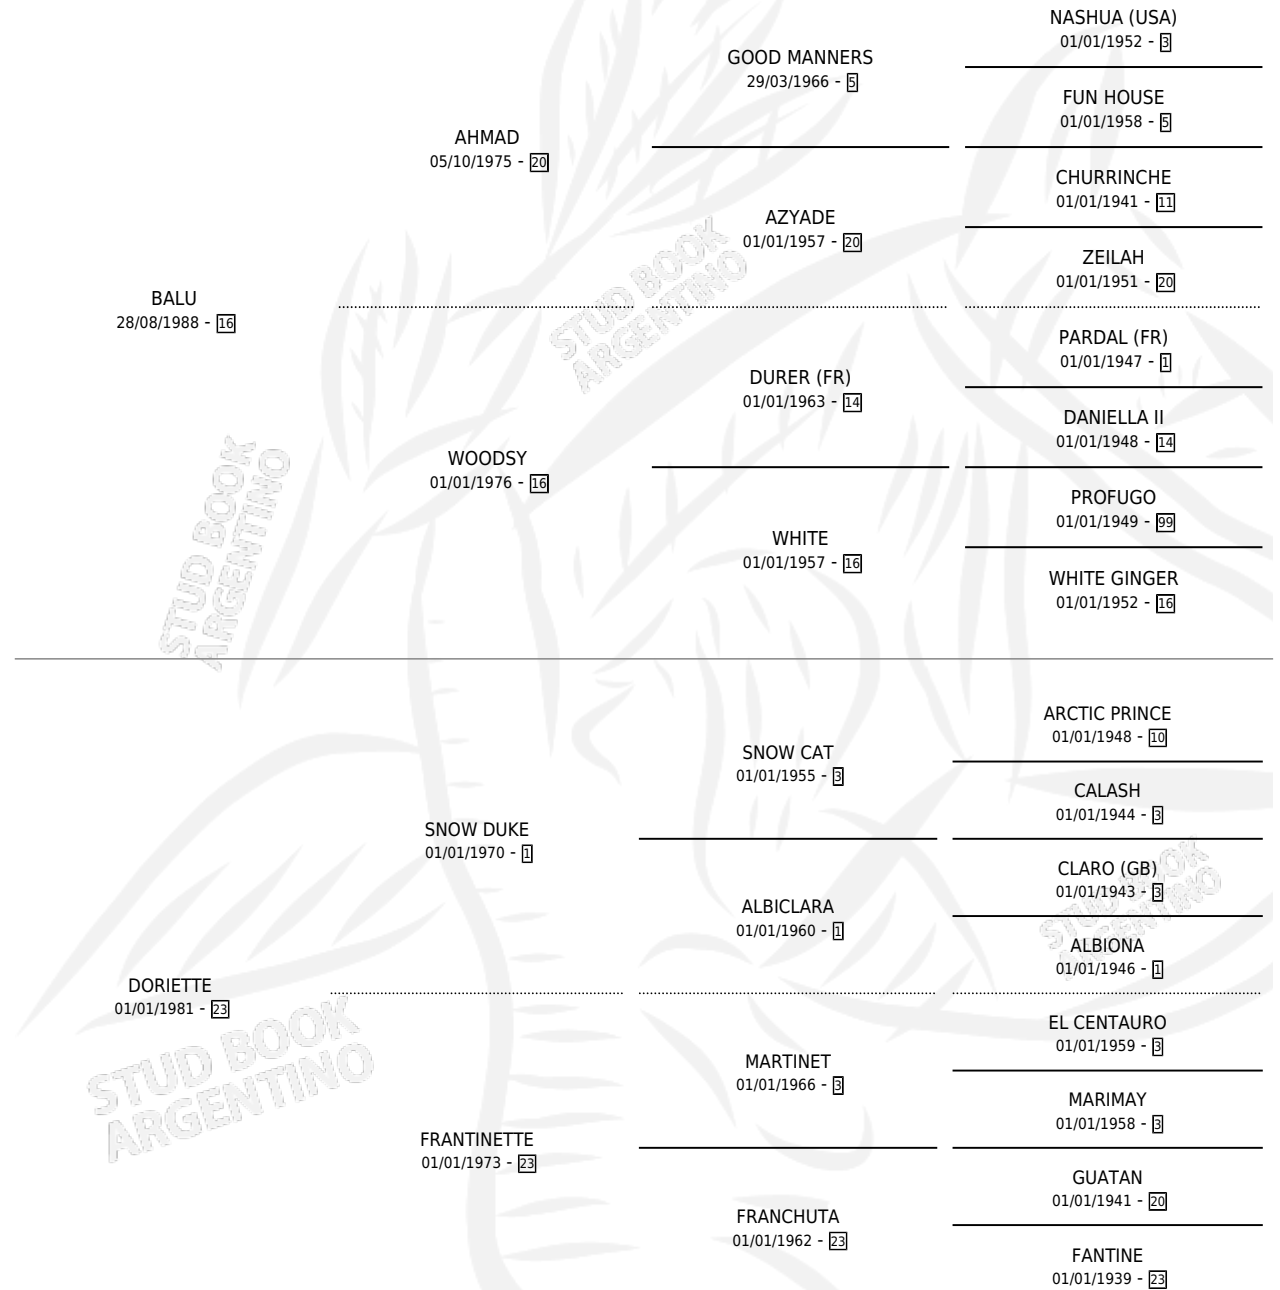 NASHUA (USA)
01/01/1952 - 3
GOOD MANNERS
29/03/1966 - 5
FUN HOUSE
01/01/1958 - 5
AHMAD
05/10/1975 - 20
CHURRINCHE
01/01/1941 - 11
AZYADE
01/01/1957 - 20
ZEILAH
01/01/1951 - 20
BALU
28/08/1988 - 16
PARDAL (FR)
01/01/1947 - 1
DURER (FR)
01/01/1963 - 14
DANIELLA II
01/01/1948 - 14
WOODSY
01/01/1976 - 16
PROFUGO
01/01/1949 - 99
WHITE
01/01/1957 - 16
WHITE GINGER
01/01/1952 - 16
STUD BOOK
ARGENTINO
STUD BOOK
ARGENTINO
ARCTIC PRINCE
01/01/1948 - 10
SNOW CAT
01/01/1955 - 3
CALASH
01/01/1944 - 3
SNOW DUKE
01/01/1970 - 1
CLARO (GB)
01/01/1943 - 3
ALBICLARA
01/01/1960 - 1
ALBIONA
01/01/1946 - 1
DORIETTE
01/01/1981 - 23
EL CENTAURO
01/01/1959 - 3
MARTINET
01/01/1966 - 3
MARIMAY
01/01/1958 - 3
FRANTINETTE
01/01/1973 - 23
GUATAN
01/01/1941 - 20
FRANCHUTA
01/01/1962 - 23
FANTINE
01/01/1939 - 23
STUD BOOK
ARGENTINO
STUD BOOK
ARGENTINO